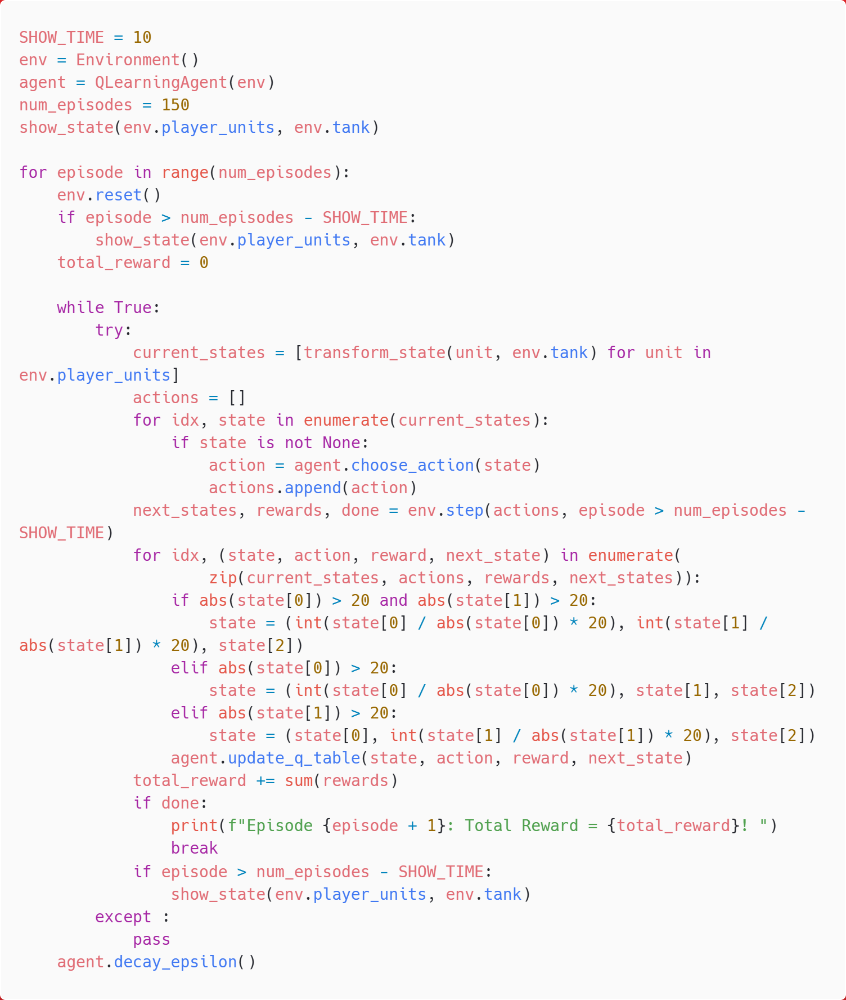 SHOW_TIME = 10
env = Environment()
agent = QLearningAgent(env)
num_episodes = 150
show_state(env.player_units, env.tank)

for episode in range(num_episodes):
    env.reset()
    if episode > num_episodes - SHOW_TIME:
        show_state(env.player_units, env.tank)
    total_reward = 0

    while True:
        try:
            current_states = [transform_state(unit, env.tank) for unit in
env.player_units]
            actions = []
            for idx, state in enumerate(current_states):
                if state is not None:
                    action = agent.choose_action(state)
                    actions.append(action)
            next_states, rewards, done = env.step(actions, episode > num_episodes -
SHOW_TIME)
            for idx, (state, action, reward, next_state) in enumerate(
                    zip(current_states, actions, rewards, next_states)):
                if abs(state[0]) > 20 and abs(state[1]) > 20:
                    state = (int(state[0] / abs(state[0]) * 20), int(state[1] /
abs(state[1]) * 20), state[2])
                elif abs(state[0]) > 20:
                    state = (int(state[0] / abs(state[0]) * 20), state[1], state[2])
                elif abs(state[1]) > 20:
                    state = (state[0], int(state[1] / abs(state[1]) * 20), state[2])
                agent.update_q_table(state, action, reward, next_state)
            total_reward += sum(rewards)
            if done:
                print(f"Episode {episode + 1}: Total Reward = {total_reward}! ")
                break
            if episode > num_episodes - SHOW_TIME:
                show_state(env.player_units, env.tank)
        except :
            pass
    agent.decay_epsilon()